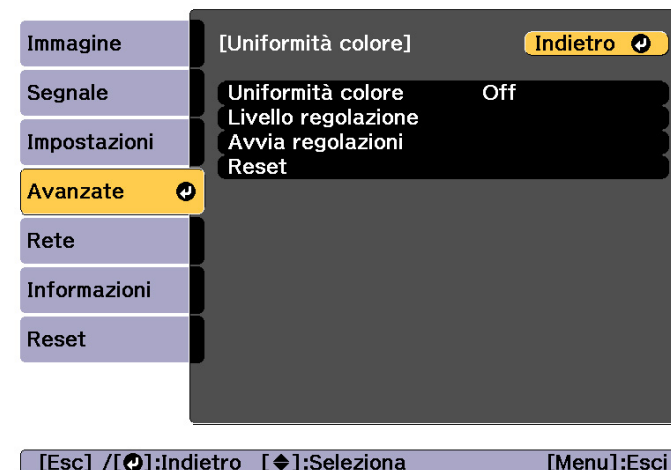 Immagine
[Uniformità colore]
Indietro
Segnale
Uniformità colore Off
Livello regolazione
Impostazioni
Avvia regolazioni
Reset
Avanzate
Rete
Informazioni
Reset
[Esc] /[ ]:Indietro [ ]:Seleziona [Menu]:Esci